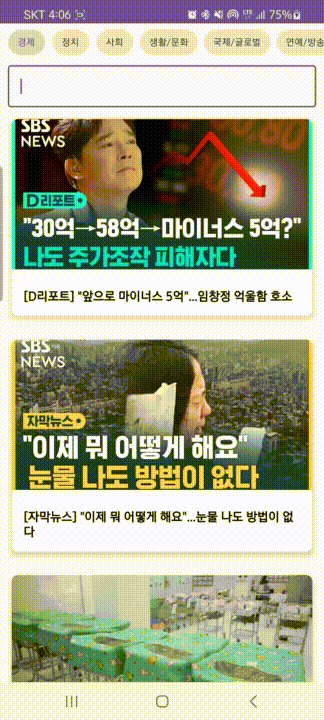 SKT 4:06
75%
경제 정치 사회 생활/문화 국제/글로벌 연예/방송
SBS
NEWS
D리포트
"30억→58억→마이너스 5억?"
나도 주가조작 피해자다
[D리포트] "앞으로 마이너스 5억"...임창정 억울함 호소
SBS
NEWS
자막뉴스
"이제 뭐 어떻게 해요"
눈물 나도 방법이 없다
[자막뉴스] "이제 뭐 어떻게 해요"...눈물 나도 방법이 없
다